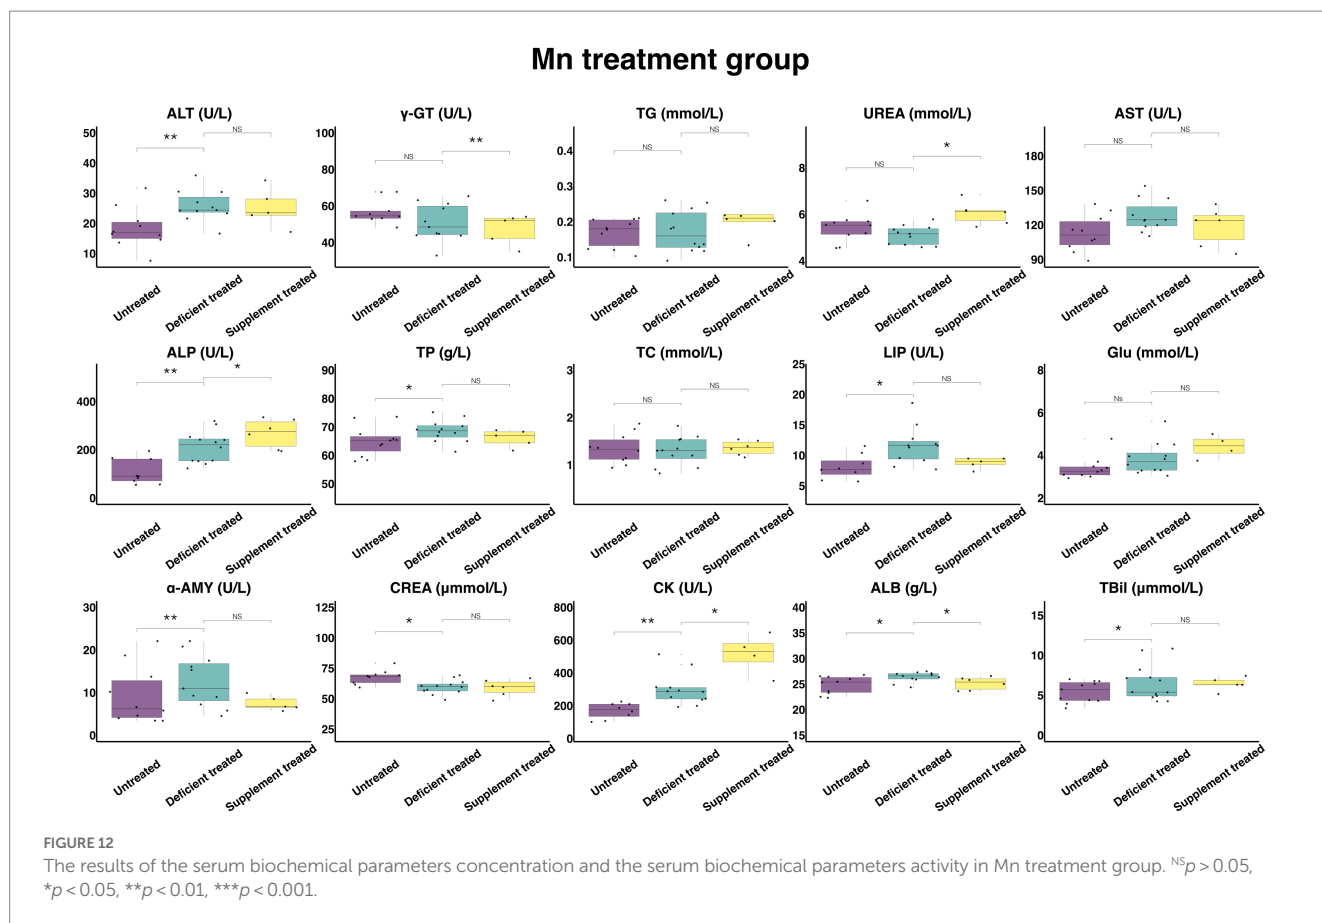 Mn treatment group
ALT (U/L)
50
40
30
20
10
**
NS
Untreated
Deficient treated
Supplement treated
γ-GT (U/L)
100
80
60
40
NS
**
Untreated
Deficient treated
Supplement treated
TG (mmol/L)
0.4
0.3
0.2
0.1
NS
NS
Untreated
Deficient treated
Supplement treated
UREA (mmol/L)
8
6
4
NS
*
Untreated
Deficient treated
Supplement treated
AST (U/L)
180
150
120
90
NS
NS
Untreated
Deficient treated
Supplement treated
ALP (U/L)
400
200
0
**
*
Untreated
Deficient treated
Supplement treated
TP (g/L)
90
80
70
60
50
*
NS
Untreated
Deficient treated
Supplement treated
TC (mmol/L)
3
2
1
NS
NS
Untreated
Deficient treated
Supplement treated
LIP (U/L)
25
20
15
10
5
*
NS
Untreated
Deficient treated
Supplement treated
Glu (mmol/L)
8
6
4
2
Ns
NS
Untreated
Deficient treated
Supplement treated
α-AMY (U/L)
30
20
10
0
**
NS
Untreated
Deficient treated
Supplement treated
CREA (μmmol/L)
125
100
75
50
25
*
NS
Untreated
Deficient treated
Supplement treated
CK (U/L)
800
600
400
200
0
**
*
Untreated
Deficient treated
Supplement treated
ALB (g/L)
40
35
30
25
20
15
*
*
Untreated
Deficient treated
Supplement treated
TBil (μmmol/L)
15
10
5
0
*
NS
Untreated
Deficient treated
Supplement treated
FIGURE 12
The results of the serum biochemical parameters concentration and the serum biochemical parameters activity in Mn treatment group. NSp > 0.05,
*p < 0.05, **p < 0.01, ***p < 0.001.